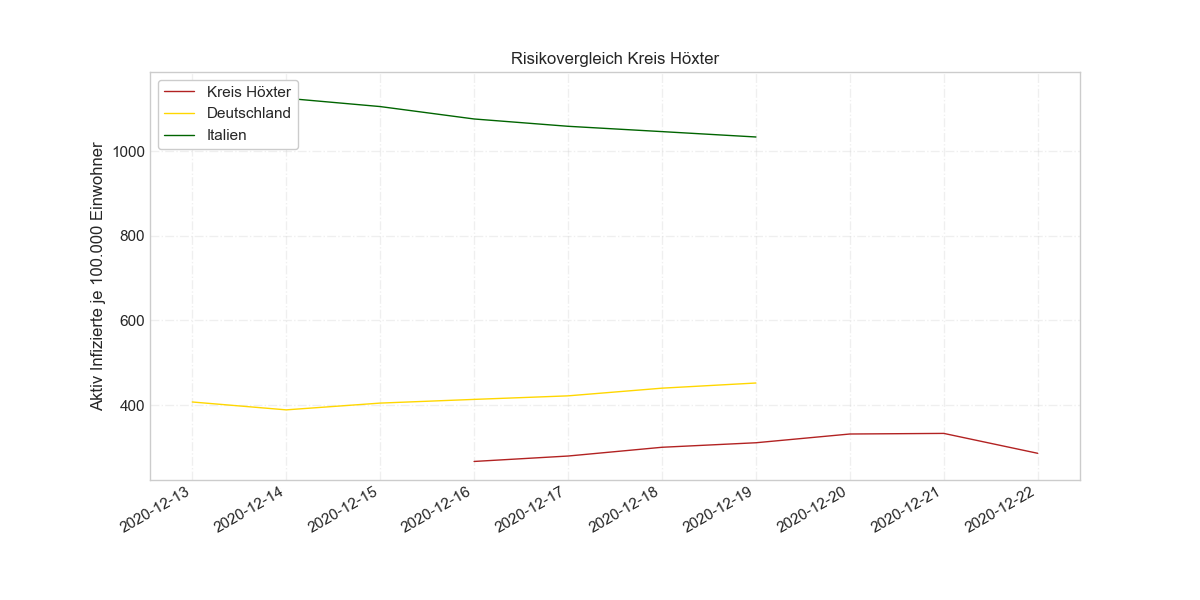 Risikovergleich Kreis Höxter
Kreis Höxter
Deutschland
Italien
Aktiv Infizierte je 100.000 Einwohner
1000
800
600
400
2020-12-13
2020-12-14
2020-12-15
2020-12-16
2020-12-17
2020-12-18
2020-12-19
2020-12-20
2020-12-21
2020-12-22